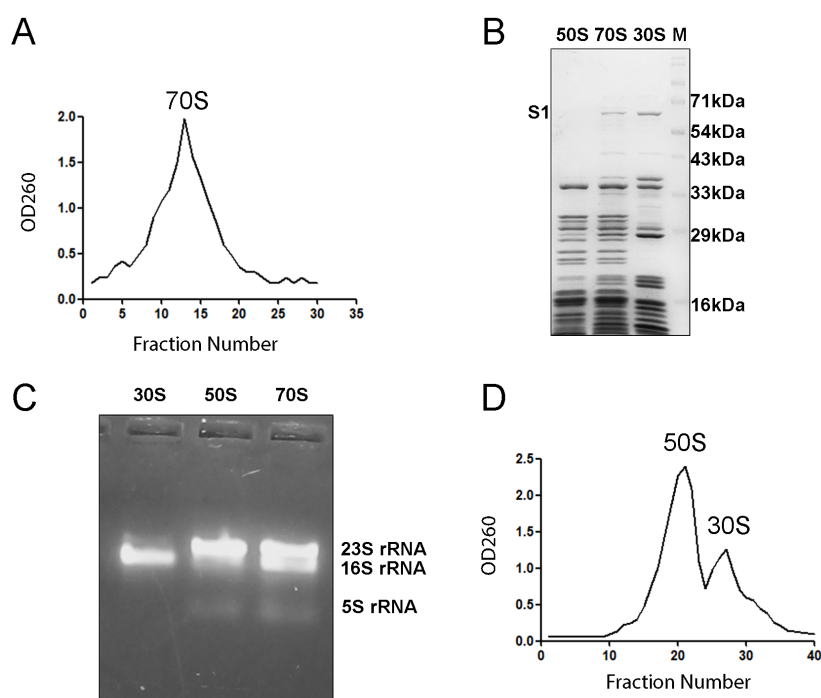 A
70S
2.0
1.5
1.0
0.5
0.0
OD260
0 5 10 15 20 25 30 35
Fraction Number
B
50S 70S 30S M
S1
71kDa
54kDa
43kDa
33kDa
29kDa
16kDa
C
30S 50S 70S
23S rRNA
16S rRNA
5S rRNA
D
50S
30S
2.5
2.0
1.5
1.0
0.5
0.0
OD260
0 10 20 30 40
Fraction Number